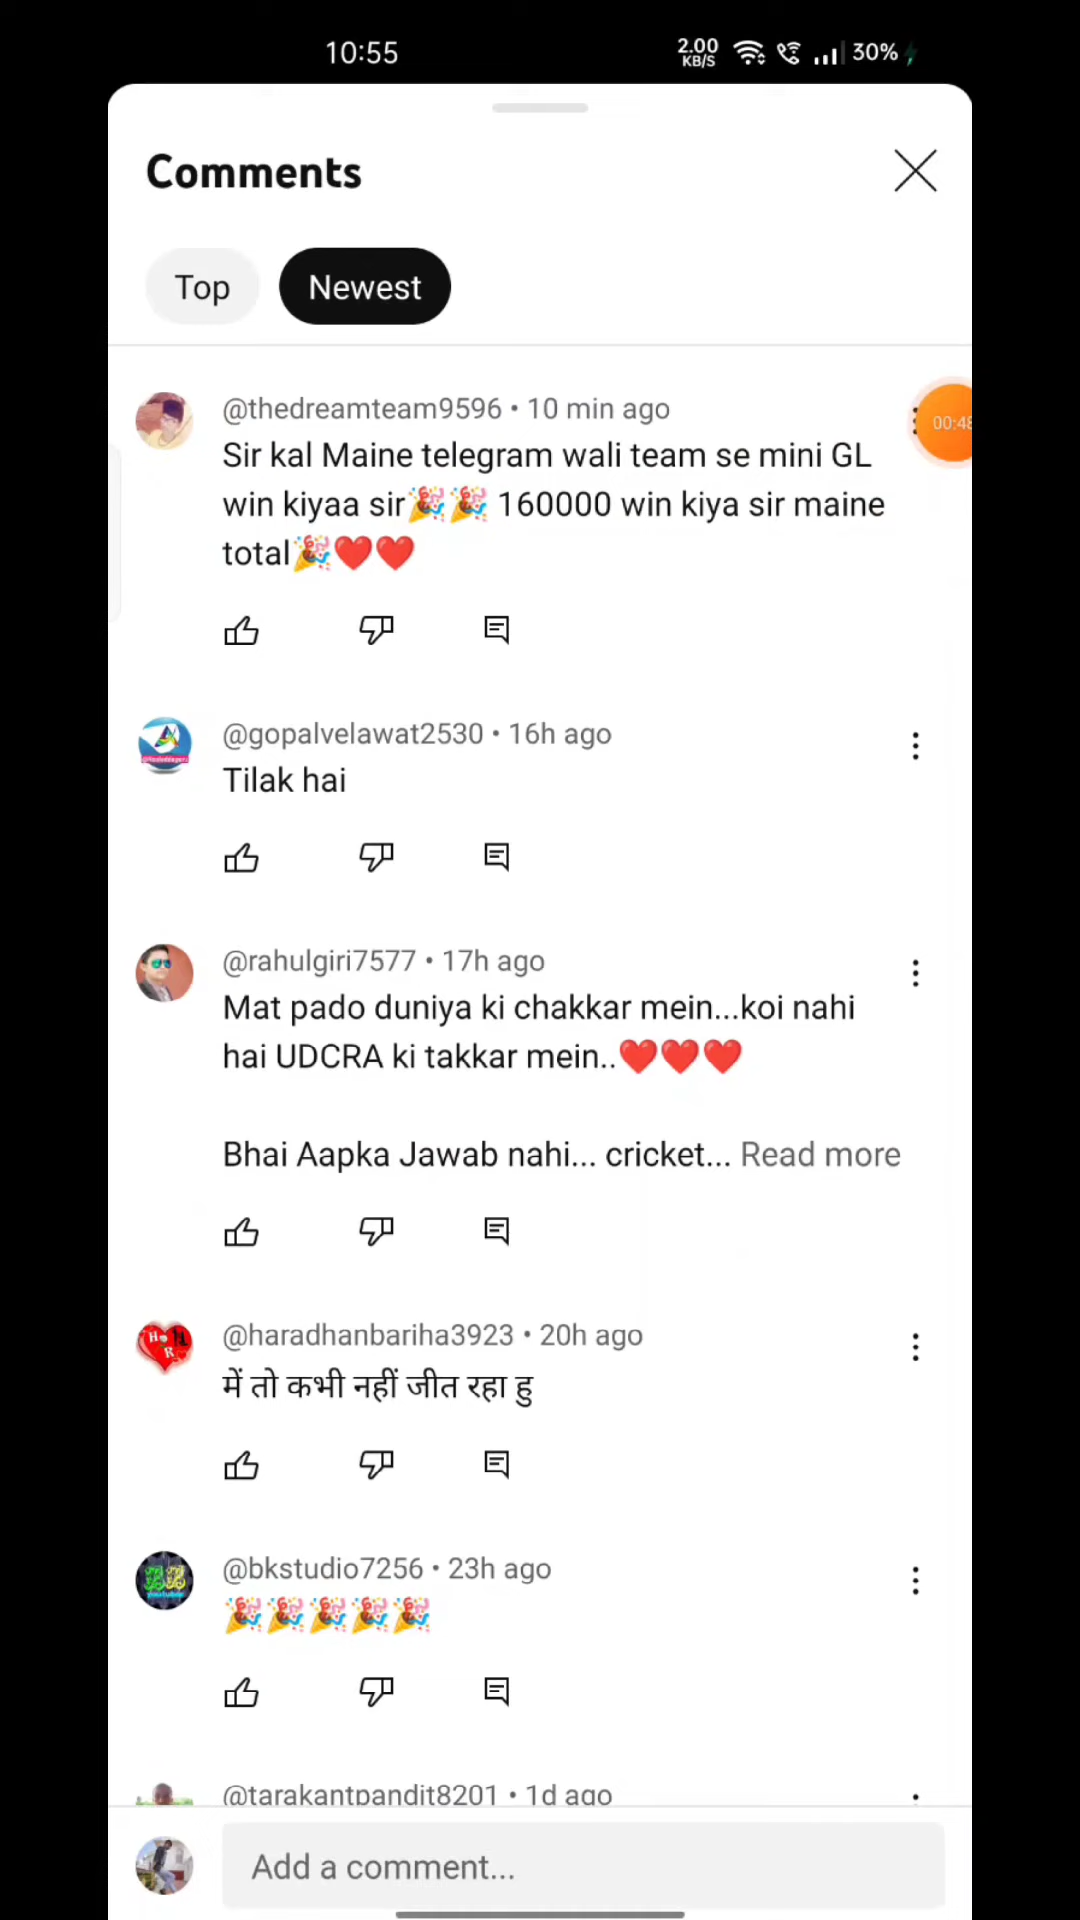 10:55 2.00 KB/S 30%
Comments
Top Newest
@thedreamteam9596 • 10 min ago
00:48
Sir kal Maine telegram wali team se mini GL
win kiyaa sir🎉🎉 160000 win kiya sir maine
total🎉❤️❤️
@gopalvelawat2530 • 16h ago
Tilak hai
@rahulgiri7577 • 17h ago
Mat pado duniya ki chakkar mein...koi nahi
hai UDCRA ki takkar mein..❤️❤️❤️
Bhai Aapka Jawab nahi... cricket... Read more
@haradhanbariha3923 • 20h ago
में तो कभी नहीं जीत रहा हु
@bkstudio7256 • 23h ago
🎉🎉🎉🎉🎉
@tarakantpandit8201 • 1d ago
Add a comment...